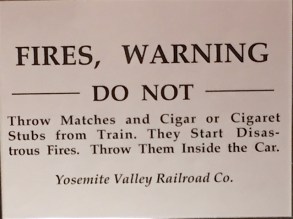 FIRES, WARNING
DO NOT
Throw Matches and Cigar or Cigaret
Stubs from Train. They Start Disas-
trous Fires. Throw Them Inside the Car.
Yosemite Valley Railroad Co.